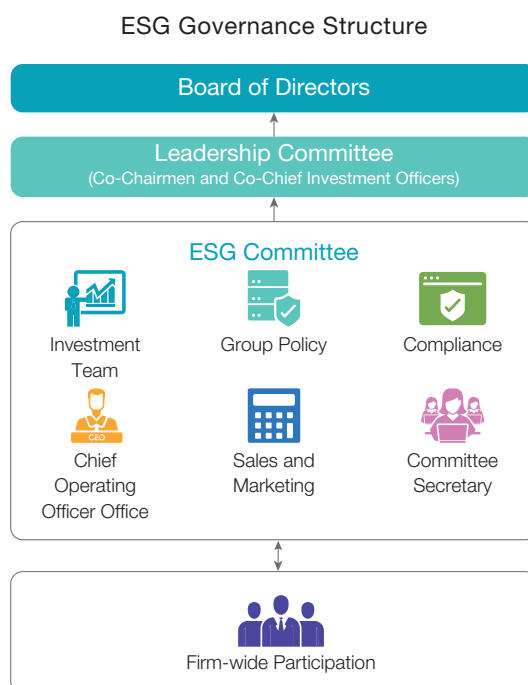 ESG Governance Structure
Board of Directors
Leadership Committee
(Co-Chairmen and Co-Chief Investment Officers)
ESG Committee
Investment
Team
Group Policy
Compliance
CEO
Chief
Operating
Officer Office
Sales and
Marketing
Committee
Secretary
Firm-wide Participation